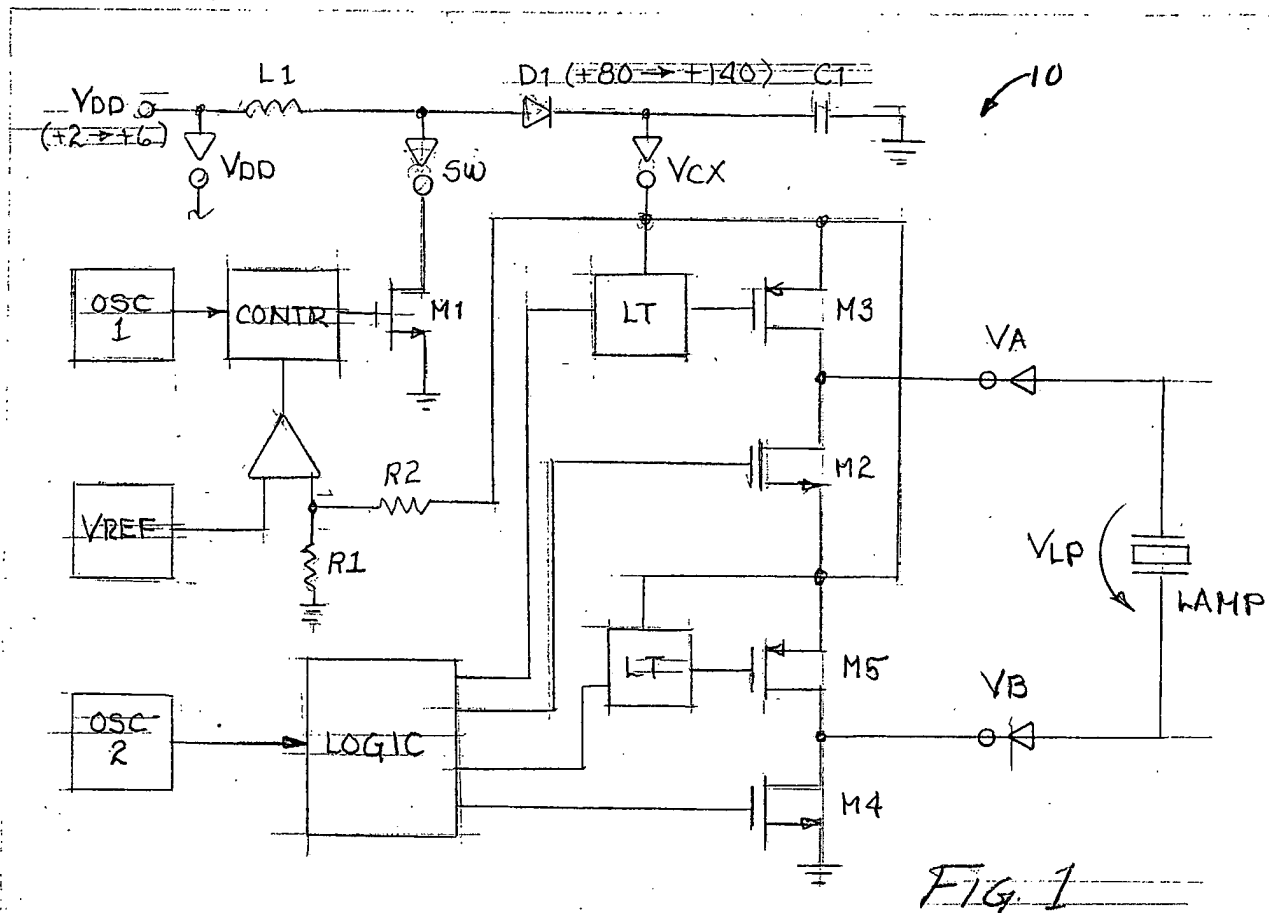 L1
D1 (+80 → +140) C1
10
VDD
(+2→+6)
VDD
SW
VCX
OSC
1
CONTR
M1
LT
M3
VA
R2
M2
VREF
R1
VLP
LAMP
LT
M5
VB
OSC
2
LOGIC
M4
FIG. 1